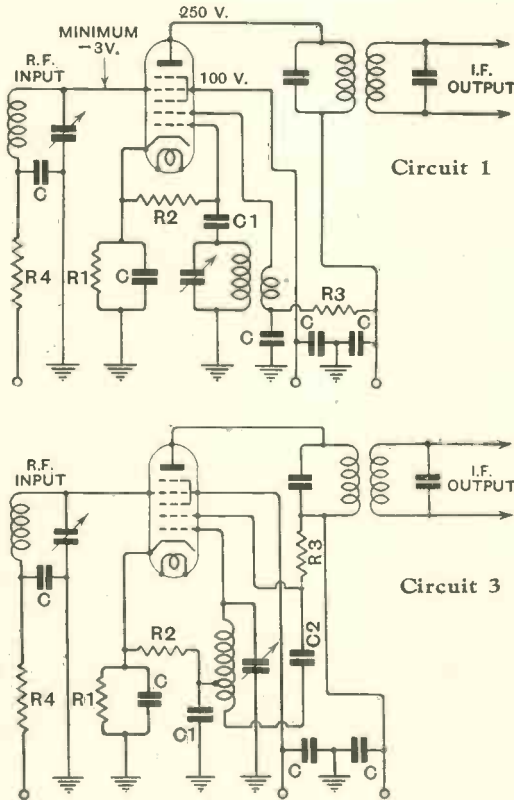 250 V.
MINIMUM
-3V.
R.F.
INPUT
100 V.
I.F.
OUTPUT
Circuit 1
C
R2
C1
R4
R1
C
R3
C
C
C
R.F.
INPUT
I.F.
OUTPUT
R3
Circuit 3
C
R2
C2
R4
R1
C
C1
C
C